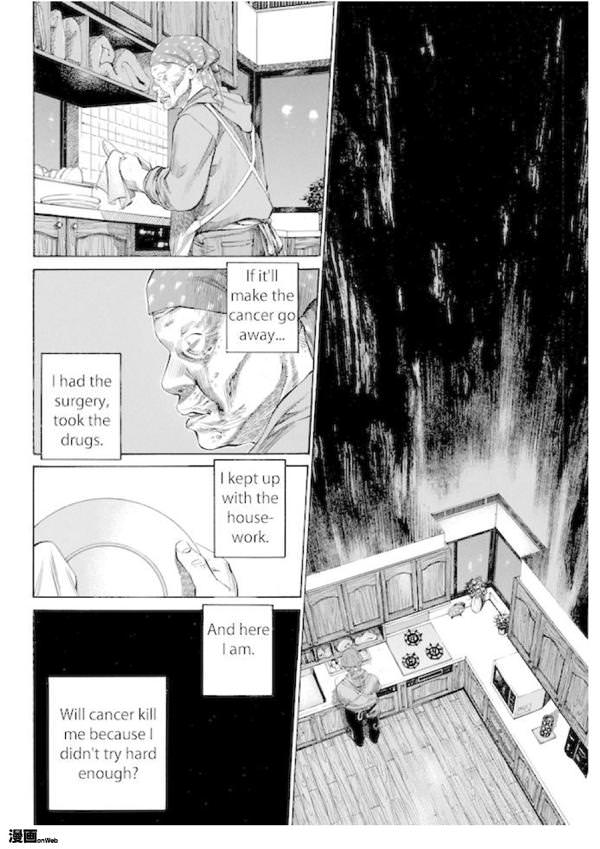 If it'll
make the
cancer go
away...
I had the
surgery,
took the
drugs.
I kept up
with the
house-
work.
And here
I am.
Will cancer kill
me because I
didn't try hard
enough?
漫画onWeb